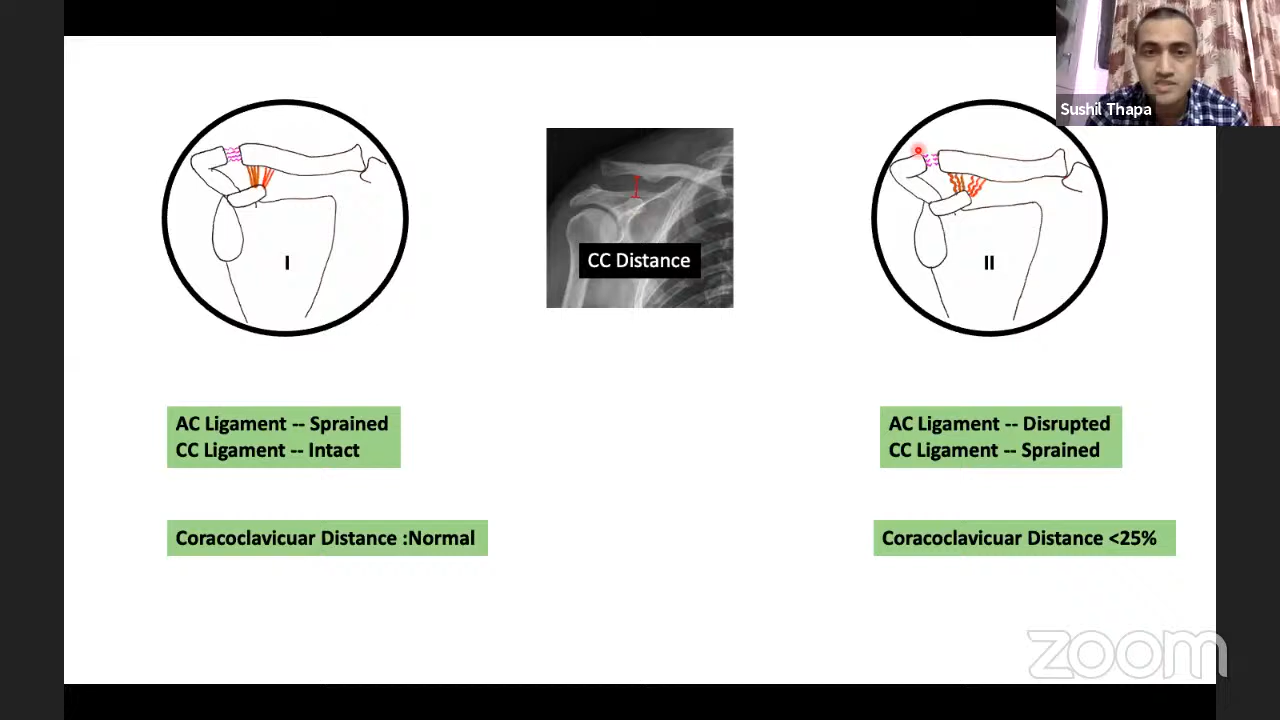 Sushil Thapa
I
CC Distance
II
AC Ligament -- Sprained
CC Ligament -- Intact
AC Ligament -- Disrupted
CC Ligament -- Sprained
Coracoclavicuar Distance :Normal
Coracoclavicuar Distance <25%
zoom